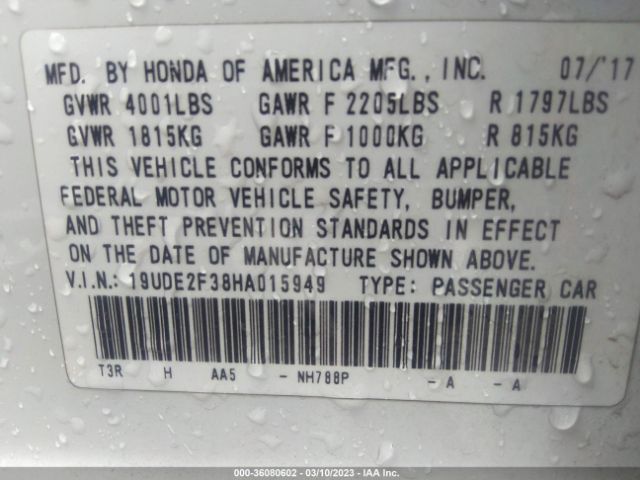 MFD. BY HONDA OF AMERICA MFG., INC. 07/'17
GVWR 4001LBS GAWR F 2205LBS R 1797LBS
GVWR 1815KG GAWR F 1000KG R 815KG
THIS VEHICLE CONFORMS TO ALL APPLICABLE
FEDERAL MOTOR VEHICLE SAFETY, BUMPER,
AND THEFT PREVENTION STANDARDS IN EFFECT
ON THE DATE OF MANUFACTURE SHOWN ABOVE.
V.I.N.: 19UDE2F38HA015949 TYPE: PASSENGER CAR
T3R H AA5 - NH788P - A - A
000-36080602 — 03/10/2023 — IAA Inc.